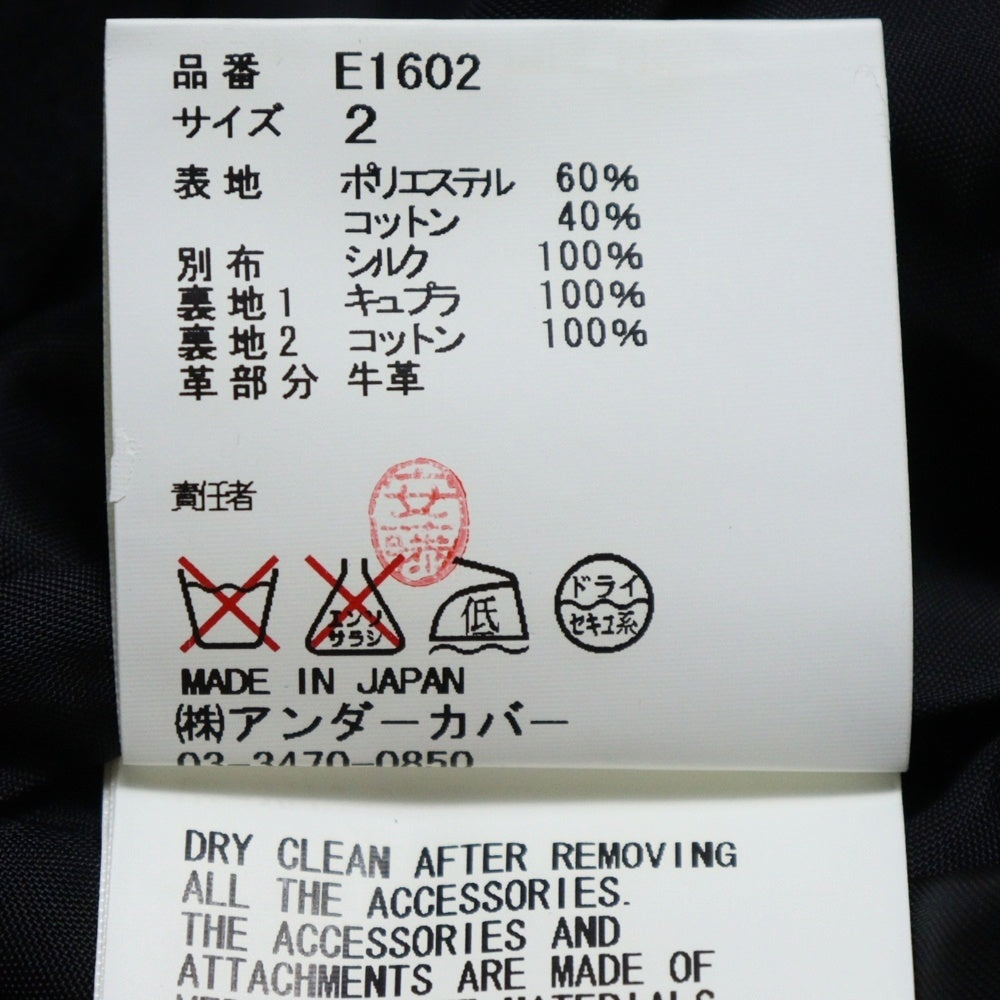 品番 E1602
サイズ 2
表地 ポリエステル 60%
コットン 40%
別布 シルク 100%
裏地1 キュプラ 100%
裏地2 コットン 100%
革部分 牛革
責任者
エンソ
サラシ
低
ドライ
セキユ系
MADE IN JAPAN
(株)アンダーカバー
03-3470-0850
DRY CLEAN AFTER REMOVING
ALL THE ACCESSORIES.
THE ACCESSORIES AND
ATTACHMENTS ARE MADE OF
MATERIALS